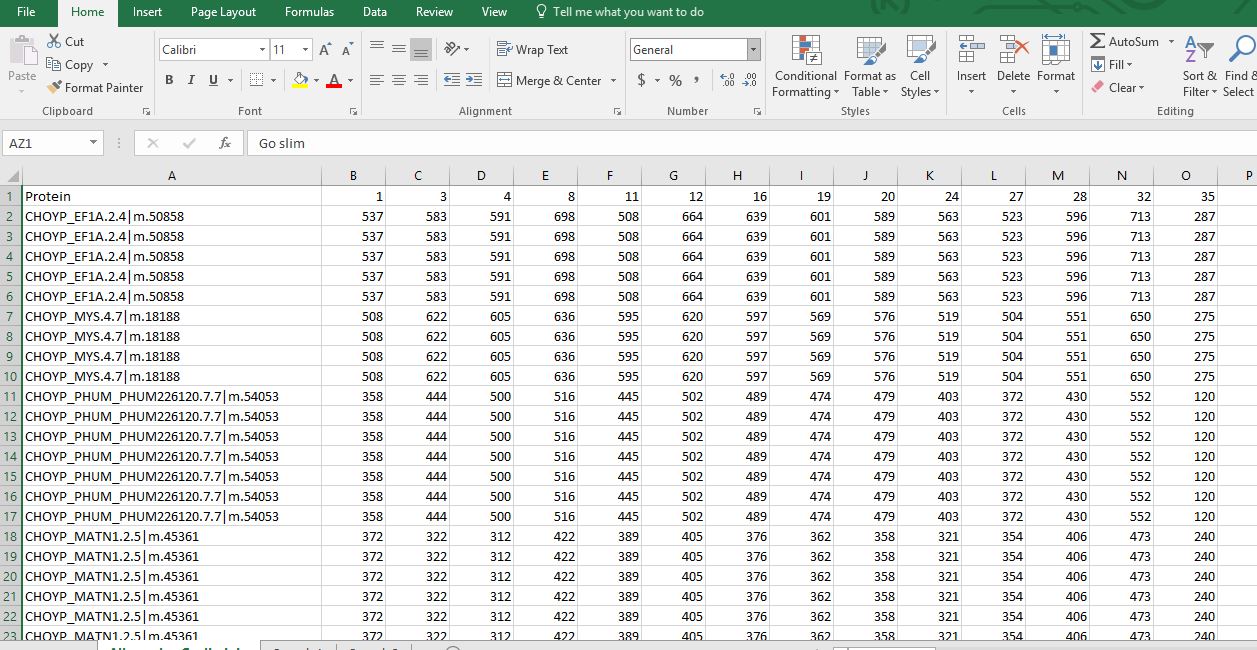 File Home Insert Page Layout Formulas Data Review View Tell me what you want to do
Cut
Copy
Format Painter
Paste
Clipboard
Calibri 11
A A
B I U A
Font
Wrap Text
Merge & Center
Alignment
General
$ % ,
Number
Conditional Formatting
Format as Table
Cell Styles
Styles
Insert Delete Format
Cells
AutoSum
Fill
Clear
Sort & Filter
Find & Select
Editing
AZ1 fx Go slim
A B C D E F G H I J K L M N O P
1 Protein 1 3 4 8 11 12 16 19 20 24 27 28 32 35
2 CHOYP_EF1A.2.4|m.50858 537 583 591 698 508 664 639 601 589 563 523 596 713 287
3 CHOYP_EF1A.2.4|m.50858 537 583 591 698 508 664 639 601 589 563 523 596 713 287
4 CHOYP_EF1A.2.4|m.50858 537 583 591 698 508 664 639 601 589 563 523 596 713 287
5 CHOYP_EF1A.2.4|m.50858 537 583 591 698 508 664 639 601 589 563 523 596 713 287
6 CHOYP_EF1A.2.4|m.50858 537 583 591 698 508 664 639 601 589 563 523 596 713 287
7 CHOYP_MYS.4.7|m.18188 508 622 605 636 595 620 597 569 576 519 504 551 650 275
8 CHOYP_MYS.4.7|m.18188 508 622 605 636 595 620 597 569 576 519 504 551 650 275
9 CHOYP_MYS.4.7|m.18188 508 622 605 636 595 620 597 569 576 519 504 551 650 275
10 CHOYP_MYS.4.7|m.18188 508 622 605 636 595 620 597 569 576 519 504 551 650 275
11 CHOYP_PHUM_PHUM226120.7.7|m.54053 358 444 500 516 445 502 489 474 479 403 372 430 552 120
12 CHOYP_PHUM_PHUM226120.7.7|m.54053 358 444 500 516 445 502 489 474 479 403 372 430 552 120
13 CHOYP_PHUM_PHUM226120.7.7|m.54053 358 444 500 516 445 502 489 474 479 403 372 430 552 120
14 CHOYP_PHUM_PHUM226120.7.7|m.54053 358 444 500 516 445 502 489 474 479 403 372 430 552 120
15 CHOYP_PHUM_PHUM226120.7.7|m.54053 358 444 500 516 445 502 489 474 479 403 372 430 552 120
16 CHOYP_PHUM_PHUM226120.7.7|m.54053 358 444 500 516 445 502 489 474 479 403 372 430 552 120
17 CHOYP_PHUM_PHUM226120.7.7|m.54053 358 444 500 516 445 502 489 474 479 403 372 430 552 120
18 CHOYP_MATN1.2.5|m.45361 372 322 312 422 389 405 376 362 358 321 354 406 473 240
19 CHOYP_MATN1.2.5|m.45361 372 322 312 422 389 405 376 362 358 321 354 406 473 240
20 CHOYP_MATN1.2.5|m.45361 372 322 312 422 389 405 376 362 358 321 354 406 473 240
21 CHOYP_MATN1.2.5|m.45361 372 322 312 422 389 405 376 362 358 321 354 406 473 240
22 CHOYP_MATN1.2.5|m.45361 372 322 312 422 389 405 376 362 358 321 354 406 473 240
23 CHOYP_MATN1.2.5|m.45361 372 322 312 422 389 405 376 362 358 321 354 406 473 240